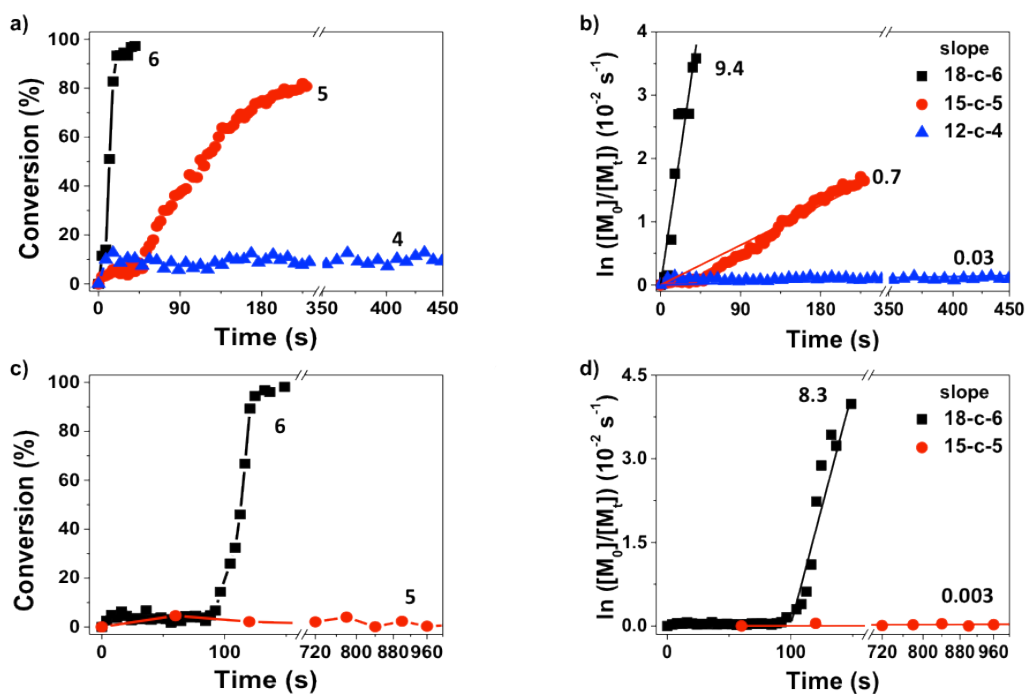 a)
Conversion (%)
100
80
60
40
20
0
6
5
4
0 90 180 270 350 400 450
Time (s)
b)
ln ([M₀]/[Mₜ]) (10⁻² s⁻¹)
4
3
2
1
0
9.4
0.7
0.03
slope
18-c-6
15-c-5
12-c-4
0 90 180 270 350 400 450
Time (s)
c)
Conversion (%)
100
80
60
40
20
0
6
5
0 100 720 800 880 960
Time (s)
d)
ln ([M₀]/[Mₜ]) (10⁻² s⁻¹)
4.5
3.0
1.5
0.0
8.3
0.003
slope
18-c-6
15-c-5
0 100 720 800 880 960
Time (s)